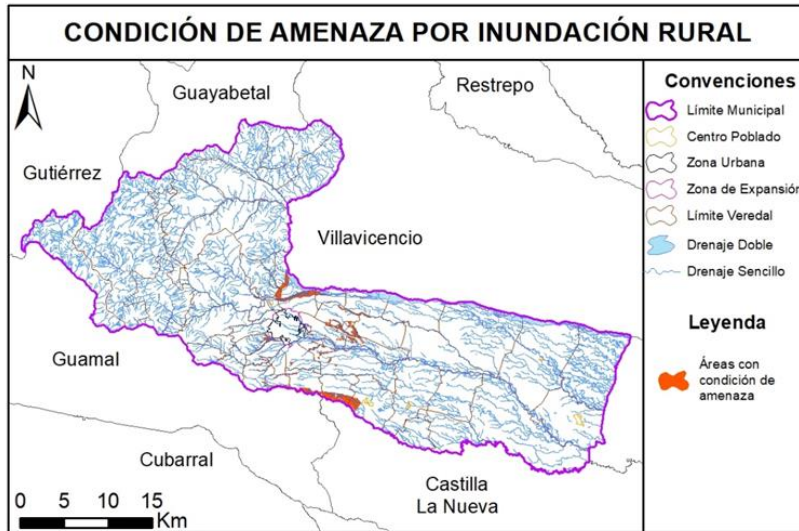 CONDICIÓN DE AMENAZA POR INUNDACIÓN RURAL
N
Guayabetal
Restrepo
Gutiérrez
Villavicencio
Guamal
Cubarral
Castilla
La Nueva
0 5 10 15
Km
Convenciones
Límite Municipal
Centro Poblado
Zona Urbana
Zona de Expansión
Límite Veredal
Drenaje Doble
Drenaje Sencillo
Leyenda
Áreas con
condición de
amenaza